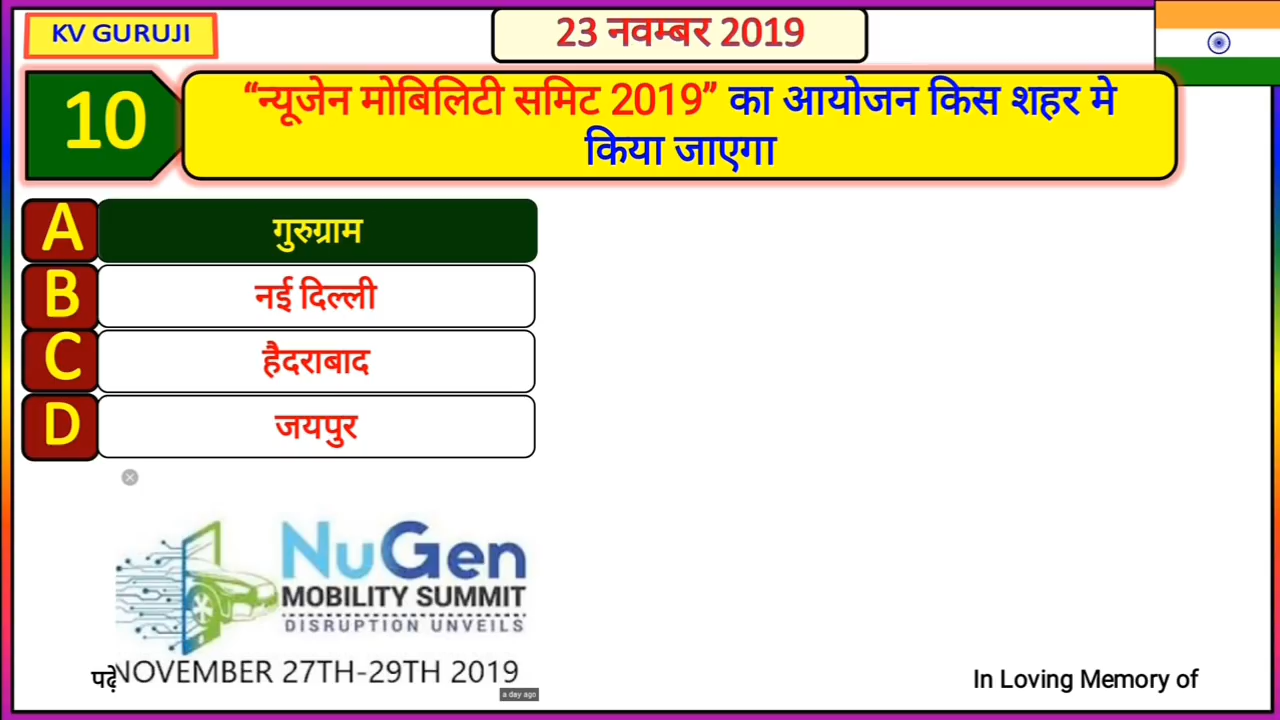 KV GURUJI
23 नवम्बर 2019
10
“न्यूजेन मोबिलिटी समिट 2019” का आयोजन किस शहर मे
किया जाएगा
A गुरुग्राम
B नई दिल्ली
C हैदराबाद
D जयपुर
NuGen
MOBILITY SUMMIT
DISRUPTION UNVEILS
NOVEMBER 27TH-29TH 2019
a day ago
पढ़ें
In Loving Memory of